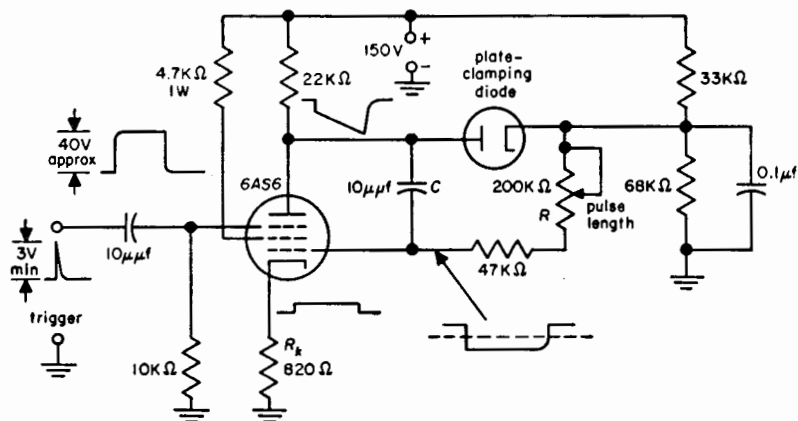 4.7KΩ
1W
22KΩ
150V
+
−
plate-
clamping
diode
33KΩ
40V
approx
6AS6
10μμf
C
200KΩ
R
pulse
length
68KΩ
0.1μf
10μμf
3V
min
47KΩ
trigger
10KΩ
Rk
820Ω